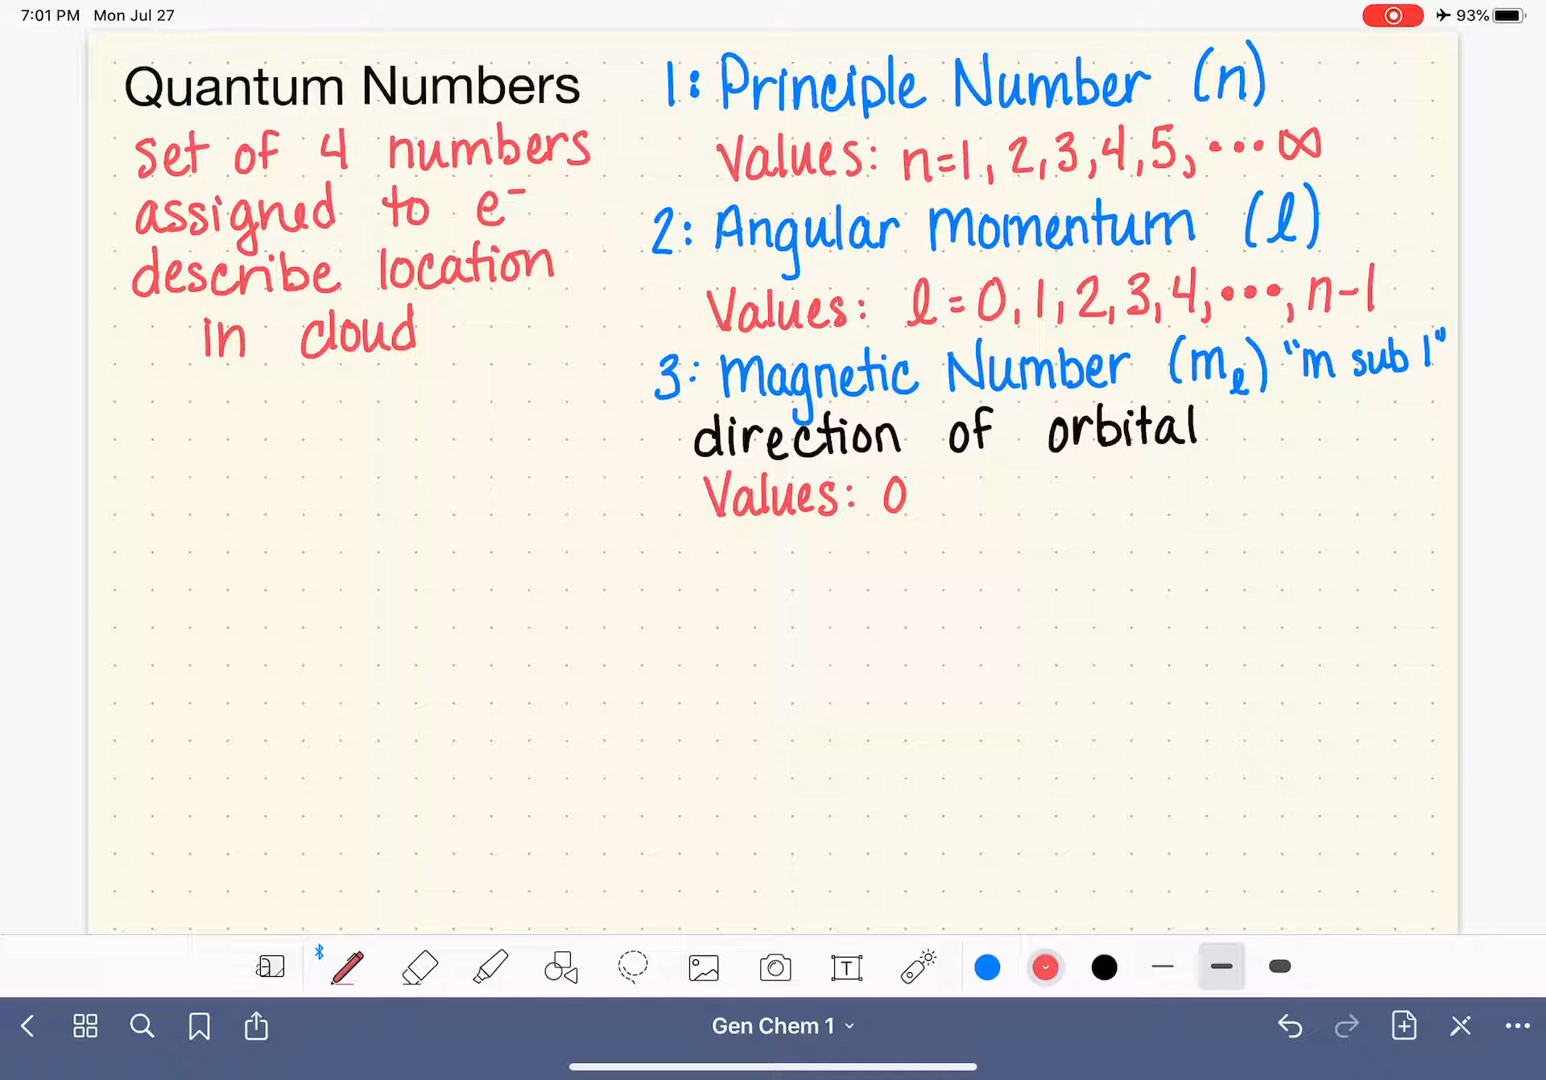 7:01 PM Mon Jul 27
93%
Quantum Numbers
set of 4 numbers
assigned to e⁻
describe location
in cloud
1: Principle Number (n)
Values: n=1, 2, 3, 4, 5, ••• ∞
2: Angular Momentum (ℓ)
Values: ℓ = 0, 1, 2, 3, 4, •••, n-1
3: Magnetic Number (mₗ) "m sub l"
direction of orbital
Values: 0
Gen Chem 1